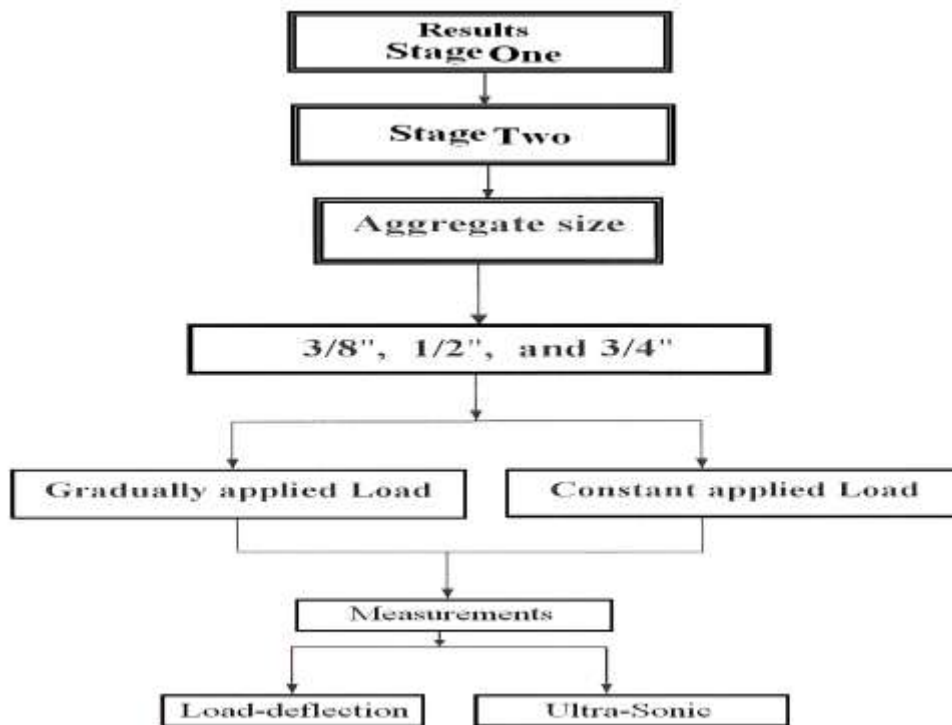 Results
Stage One
Stage Two
Aggregate size
3/8", 1/2", and 3/4"
Gradually applied Load
Constant applied Load
Measurements
Load-deflection
Ultra-Sonic